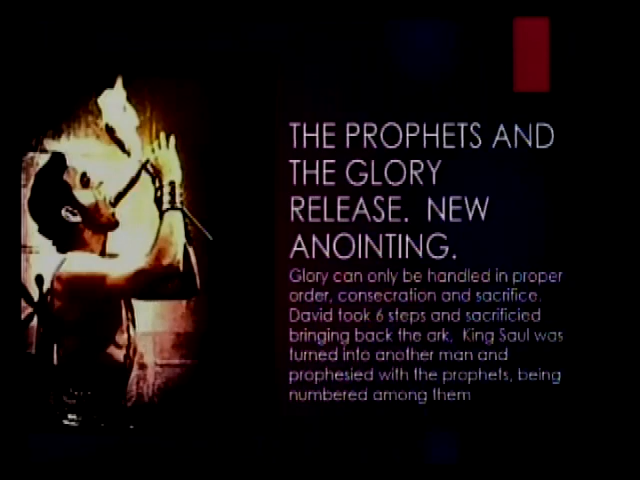 THE PROPHETS AND
THE GLORY
RELEASE.  NEW
ANOINTING.
Glory can only be handled in proper
order, consecration and sacrifice.
David took 6 steps and sacrificied
bringing back the ark,  King Saul was
turned into another man and
prophesied with the prophets, being
numbered among them